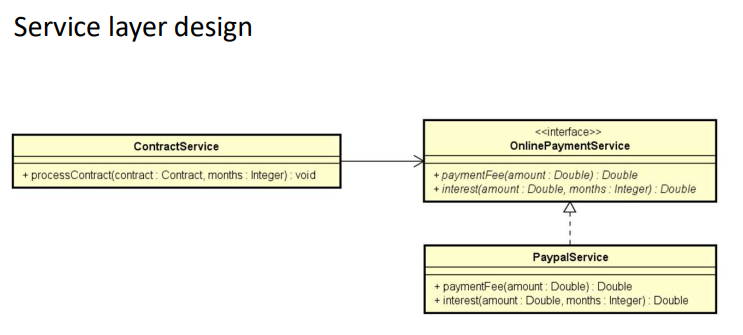 Service layer design
ContractService
+ processContract(contract : Contract, months : Integer) : void
<<interface>>
OnlinePaymentService
+ paymentFee(amount : Double) : Double
+ interest(amount : Double, months : Integer) : Double
PaypalService
+ paymentFee(amount : Double) : Double
+ interest(amount : Double, months : Integer) : Double